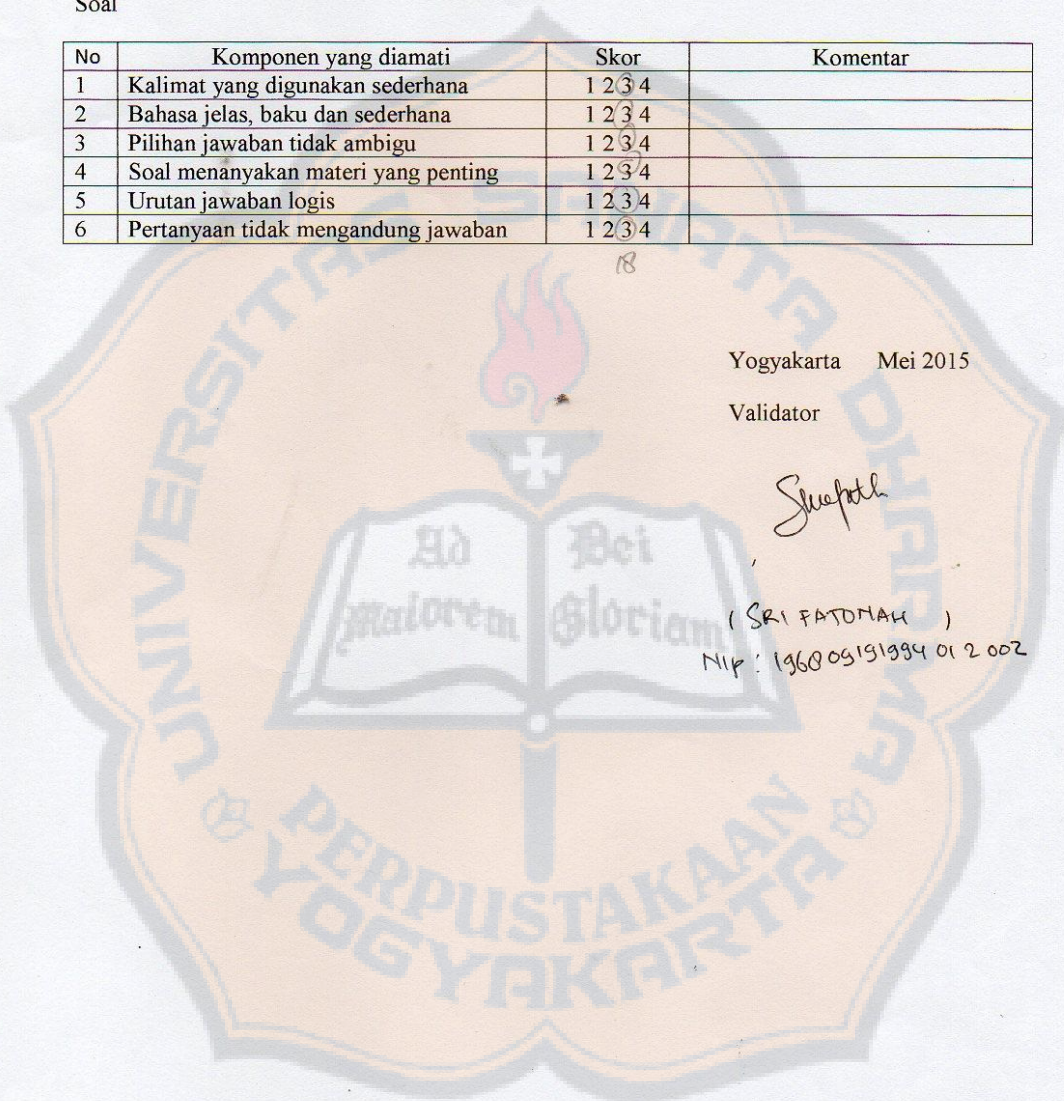 Soal
No Komponen yang diamati Skor Komentar
1 Kalimat yang digunakan sederhana 1 2 3 4
2 Bahasa jelas, baku dan sederhana 1 2 3 4
3 Pilihan jawaban tidak ambigu 1 2 3 4
4 Soal menanyakan materi yang penting 1 2 3 4
5 Urutan jawaban logis 1 2 3 4
6 Pertanyaan tidak mengandung jawaban 1 2 3 4
18
Yogyakarta Mei 2015
Validator
( SRI FATONAH )
NIP : 19680919 1994 01 2 002
UNIVERSITAS SANATA DHARMA
Ad Dei
maiorem Gloriam
PERPUSTAKAAN
YOGYAKARTA